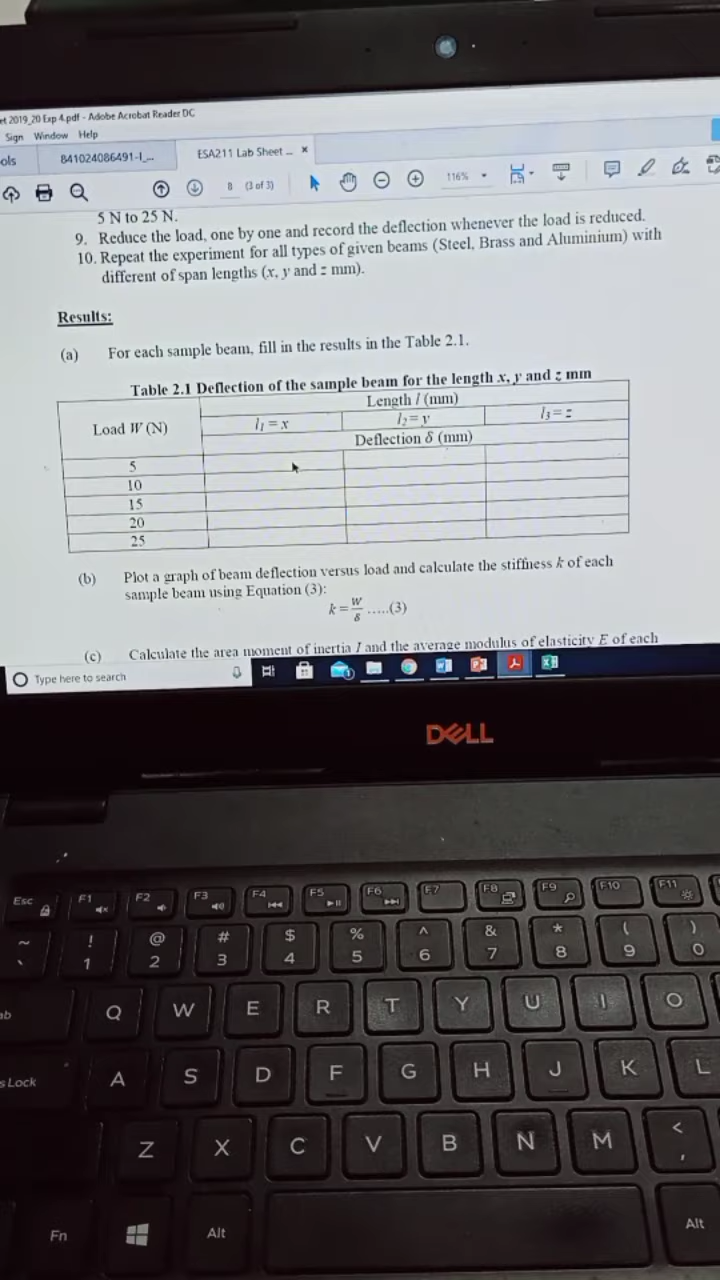 et 2019_20 Exp 4.pdf - Adobe Acrobat Reader DC
Sign Window Help
ols 841024086491-I_... ESA211 Lab Sheet ... ×
8 (3 of 3) 116%
5 N to 25 N.
9. Reduce the load, one by one and record the deflection whenever the load is reduced.
10. Repeat the experiment for all types of given beams (Steel, Brass and Aluminium) with
different of span lengths (x, y and z mm).
Results:
(a) For each sample beam, fill in the results in the Table 2.1.
Table 2.1 Deflection of the sample beam for the length x, y and z mm
Load W (N)
Length l (mm)
l₁ = x l₂ = y l₃ = z
Deflection δ (mm)
5
10
15
20
25
(b) Plot a graph of beam deflection versus load and calculate the stiffness k of each
sample beam using Equation (3):
k = W/δ .....(3)
(c) Calculate the area moment of inertia I and the average modulus of elasticity E of each
Type here to search
DELL
Esc F1 F2 F3 F4 F5 F6 F7 F8 F9 F10 F11
~ ! @ # $ % ^ & * ( )
` 1 2 3 4 5 6 7 8 9 0
ab Q W E R T Y U I O
s Lock A S D F G H J K L
Z X C V B N M < ,
Fn Alt Alt